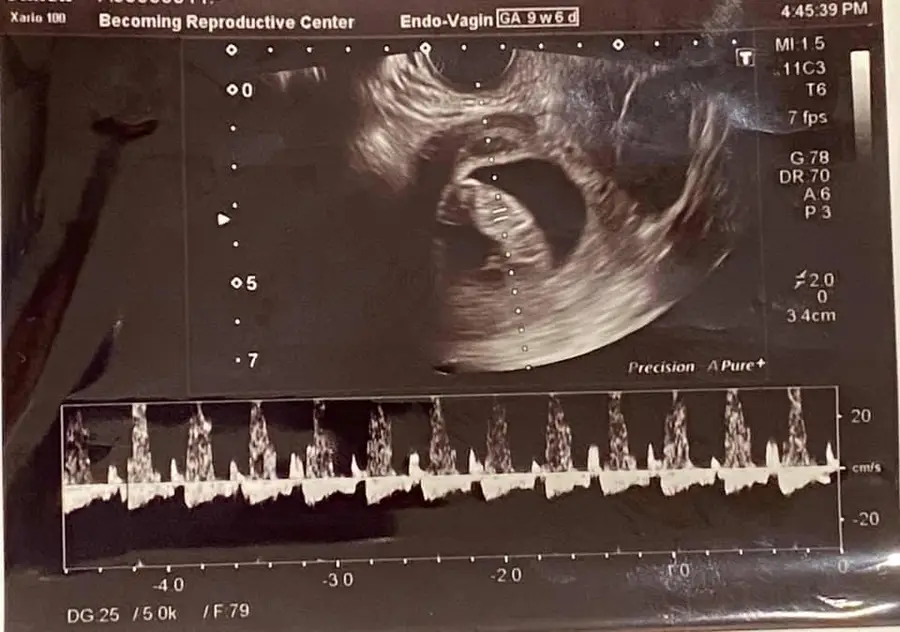 Xario 100
Becoming Reproductive Center
Endo-Vagin GA 9w6d
4:45:39 PM
MI:1.5
11C3
T6
7 fps
G:78
DR:70
A:6
P:3
2.0
0
3.4cm
T
0
5
7
Precision APure+
20
cm/s
-20
-4.0 -3.0 -2.0 -1.0 0
DG:25 / 5.0k / F:79